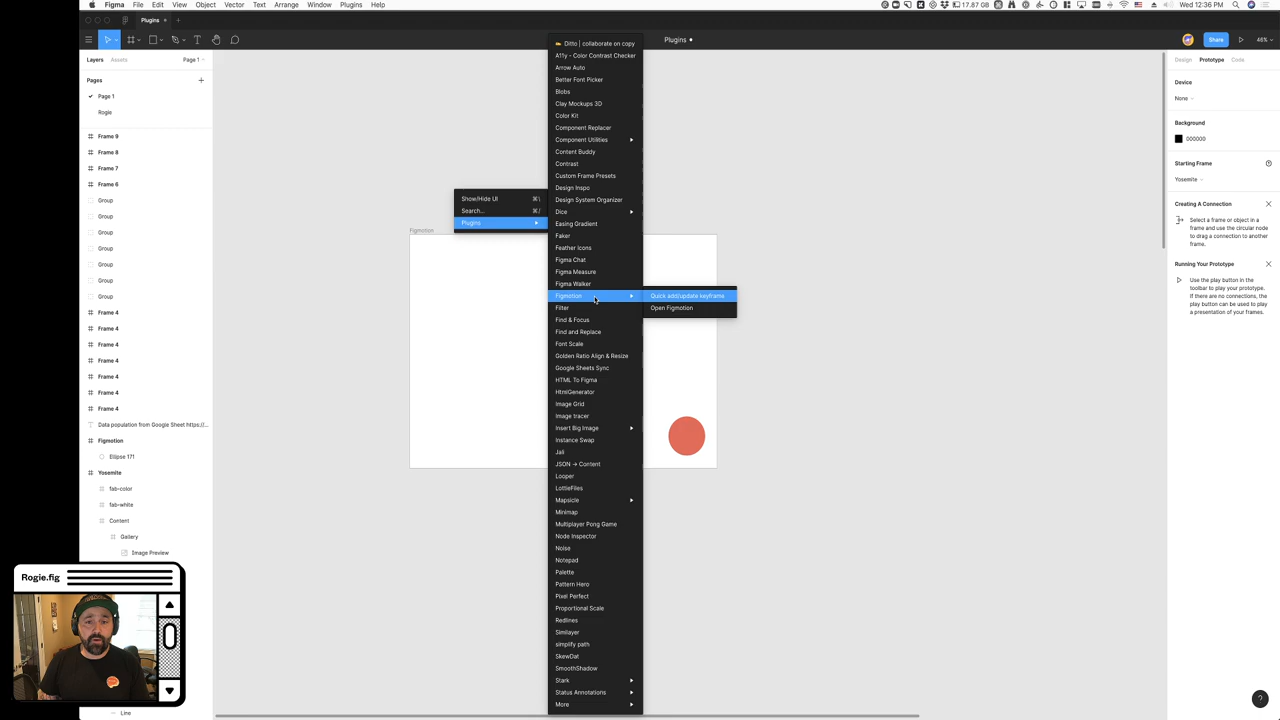 Figma File Edit View Object Vector Text Arrange Window Plugins Help
17.87 GB
Wed 12:36 PM
Plugins
Plugins
Share
46%
Layers Assets Page 1
Pages
Page 1
Rogie
Frame 9
Frame 8
Frame 7
Frame 6
Group
Group
Group
Group
Group
Group
Group
Frame 4
Frame 4
Frame 4
Frame 4
Frame 4
Frame 4
Frame 4
Data population from Google Sheet https://...
Figmotion
Ellipse 171
Yosemite
fab-color
fab-white
Content
Gallery
Image Preview
Line
Rogie.fig
Figmotion
Show/Hide UI ⌘\
Search... ⌘/
Plugins
Ditto | collaborate on copy
A11y - Color Contrast Checker
Arrow Auto
Better Font Picker
Blobs
Clay Mockups 3D
Color Kit
Component Replacer
Component Utilities
Content Buddy
Contrast
Custom Frame Presets
Design Inspo
Design System Organizer
Dice
Easing Gradient
Faker
Feather Icons
Figma Chat
Figma Measure
Figma Walker
Figmotion
Filter
Find & Focus
Find and Replace
Font Scale
Golden Ratio Align & Resize
Google Sheets Sync
HTML To Figma
HtmlGenerator
Image Grid
Image tracer
Insert Big Image
Instance Swap
Jali
JSON → Content
Looper
LottieFiles
Mapsicle
Minimap
Multiplayer Pong Game
Node Inspector
Noise
Notepad
Palette
Pattern Hero
Pixel Perfect
Proportional Scale
Redlines
Similayer
simplify path
SkewDat
SmoothShadow
Stark
Status Annotations
More
Quick add/update keyframe
Open Figmotion
Design Prototype Code
Device
None
Background
000000
Starting Frame
Yosemite
Creating A Connection
Select a frame or object in a
frame and use the circular node
to drag a connection to another
frame.
Running Your Prototype
Use the play button in the
toolbar to play your prototype.
If there are no connections, the
play button can be used to play
a presentation of your frames.
?